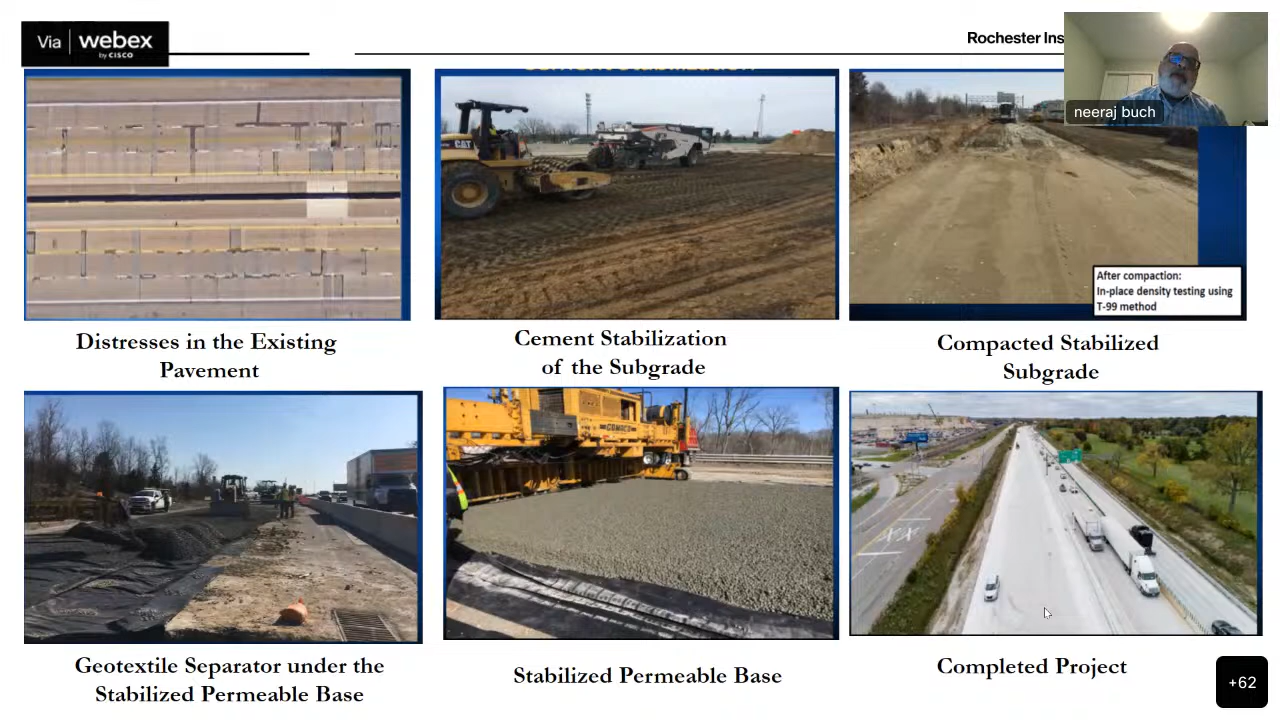 Via webex
by CISCO
Rochester Ins
neeraj buch
CAT
After compaction:
In-place density testing using
T-99 method
Distresses in the Existing
Pavement
Cement Stabilization
of the Subgrade
Compacted Stabilized
Subgrade
GOMACO
Geotextile Separator under the
Stabilized Permeable Base
Stabilized Permeable Base
Completed Project
+62